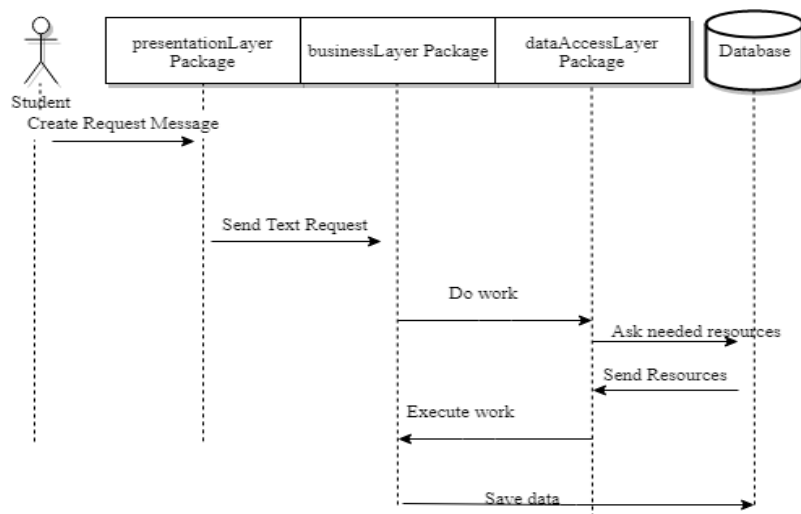 presentationLayer
Package
businessLayer Package
dataAccessLayer
Package
Database
Student
Create Request Message
Send Text Request
Do work
Ask needed resources
Send Resources
Execute work
Save data